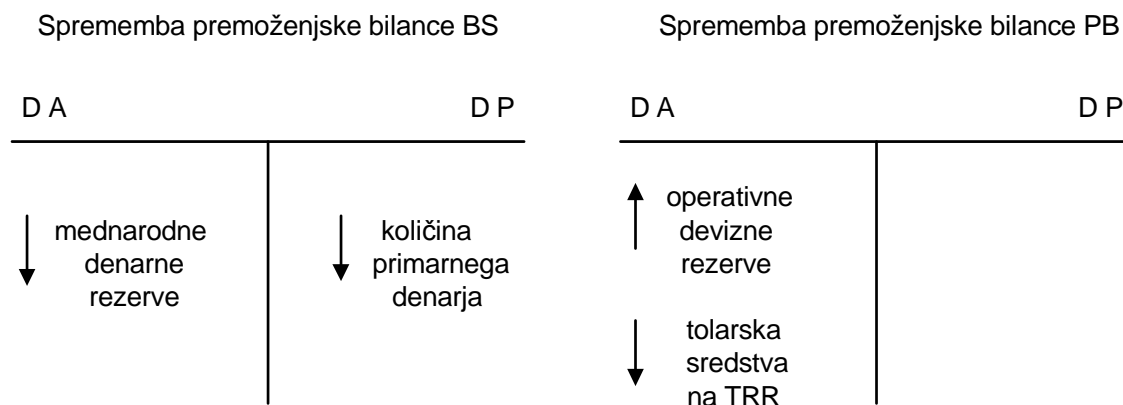 Sprememba premoženjske bilance BS
D A D P
mednarodne
denarne
rezerve
količina
primarnega
denarja
Sprememba premoženjske bilance PB
D A D P
operativne
devizne
rezerve
tolarska
sredstva
na TRR